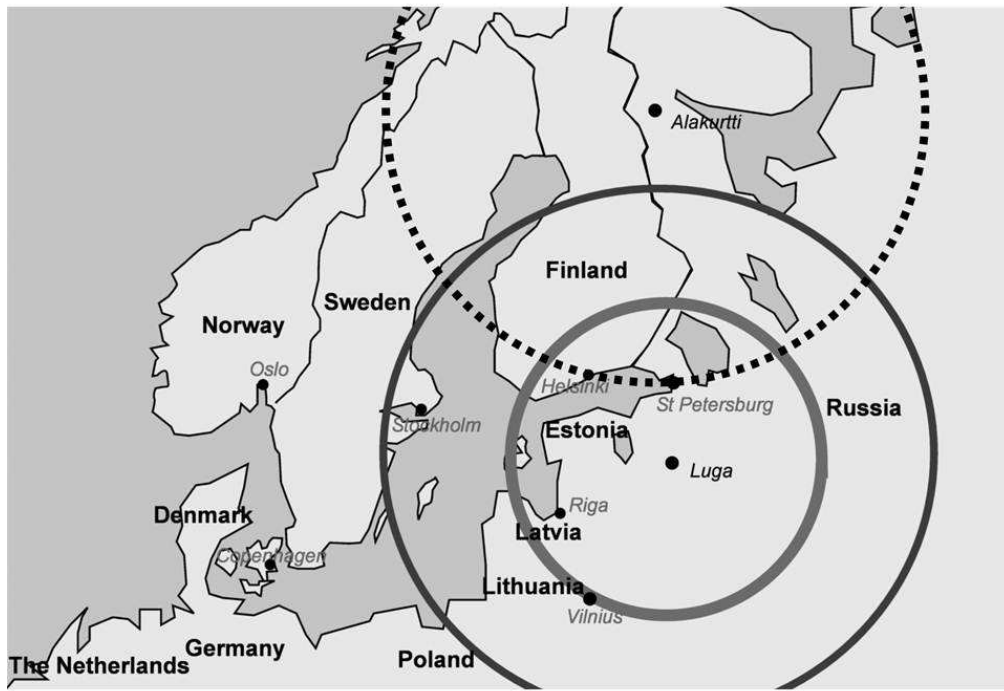 Alakurtti
Finland
Sweden
Norway
Oslo
Helsinki
St Petersburg
Russia
Stockholm
Estonia
Luga
Riga
Denmark
Latvia
Copenhagen
Lithuania
Vilnius
Germany
Poland
The Netherlands